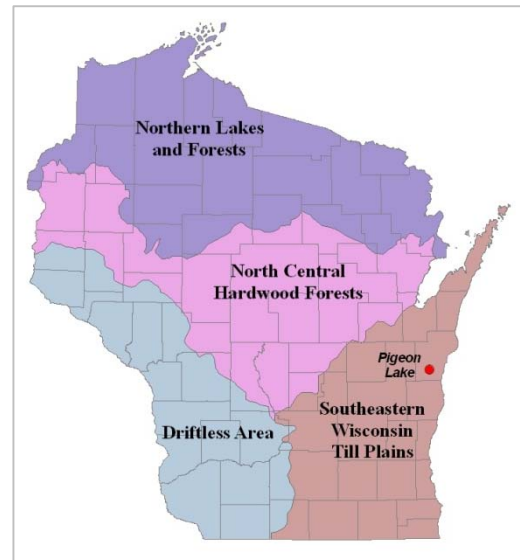 Northern Lakes
and Forests
North Central
Hardwood Forests
Pigeon
Lake
Southeastern
Wisconsin
Till Plains
Driftless Area